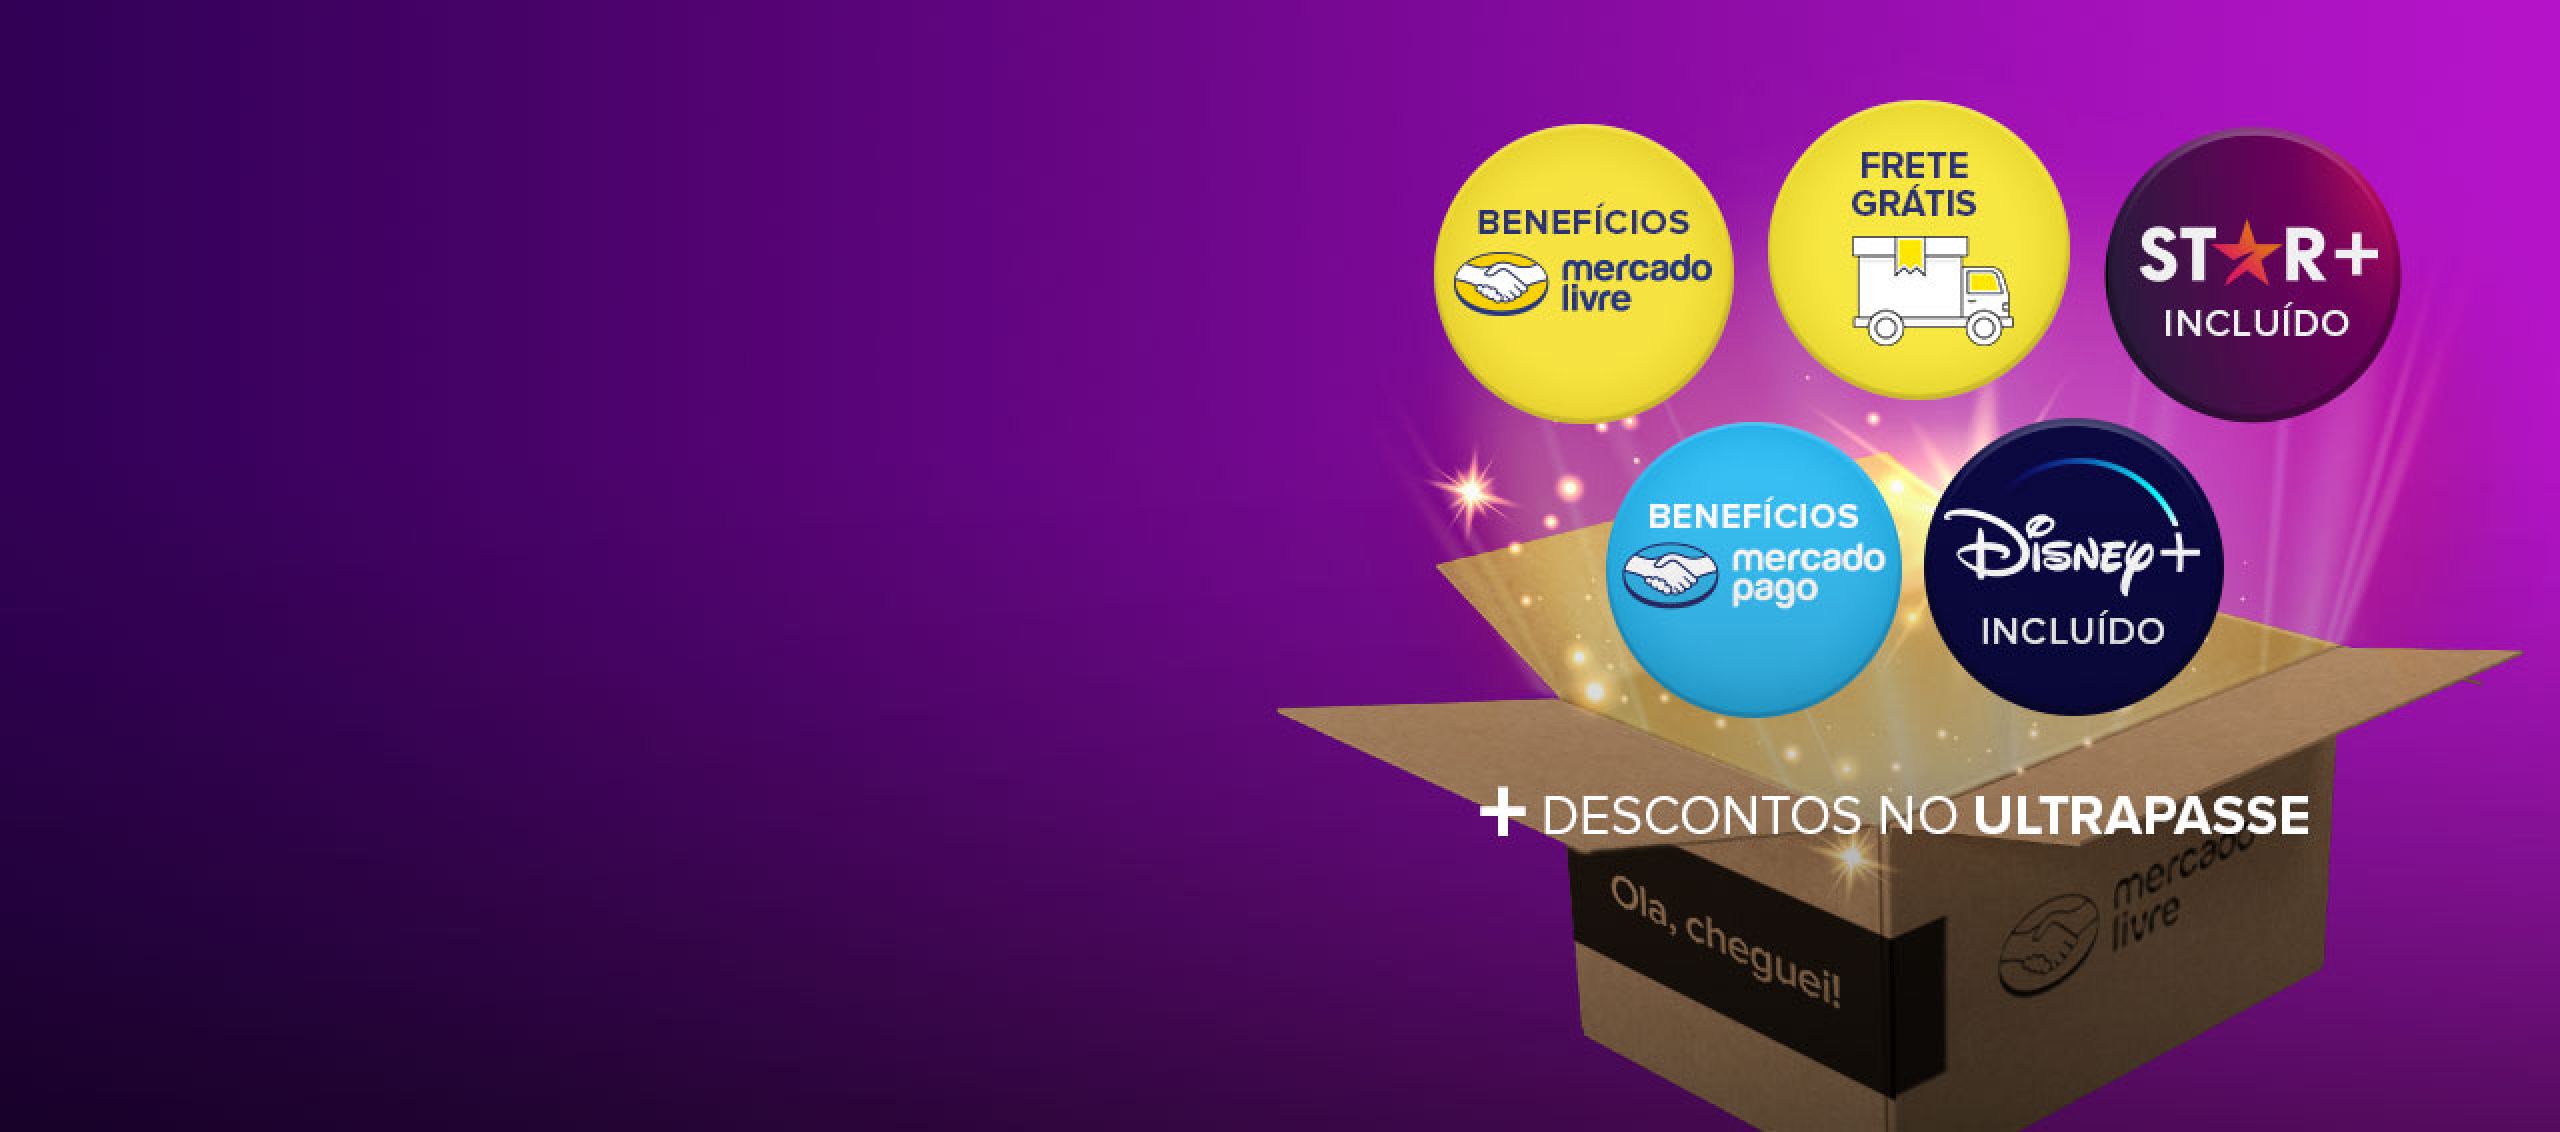 BENEFÍCIOS
mercado
livre
FRETE
GRÁTIS
STAR+
INCLUÍDO
BENEFÍCIOS
mercado
pago
Disney+
INCLUÍDO
+ DESCONTOS NO ULTRAPASSE
Ola, cheguei!
mercado
livre